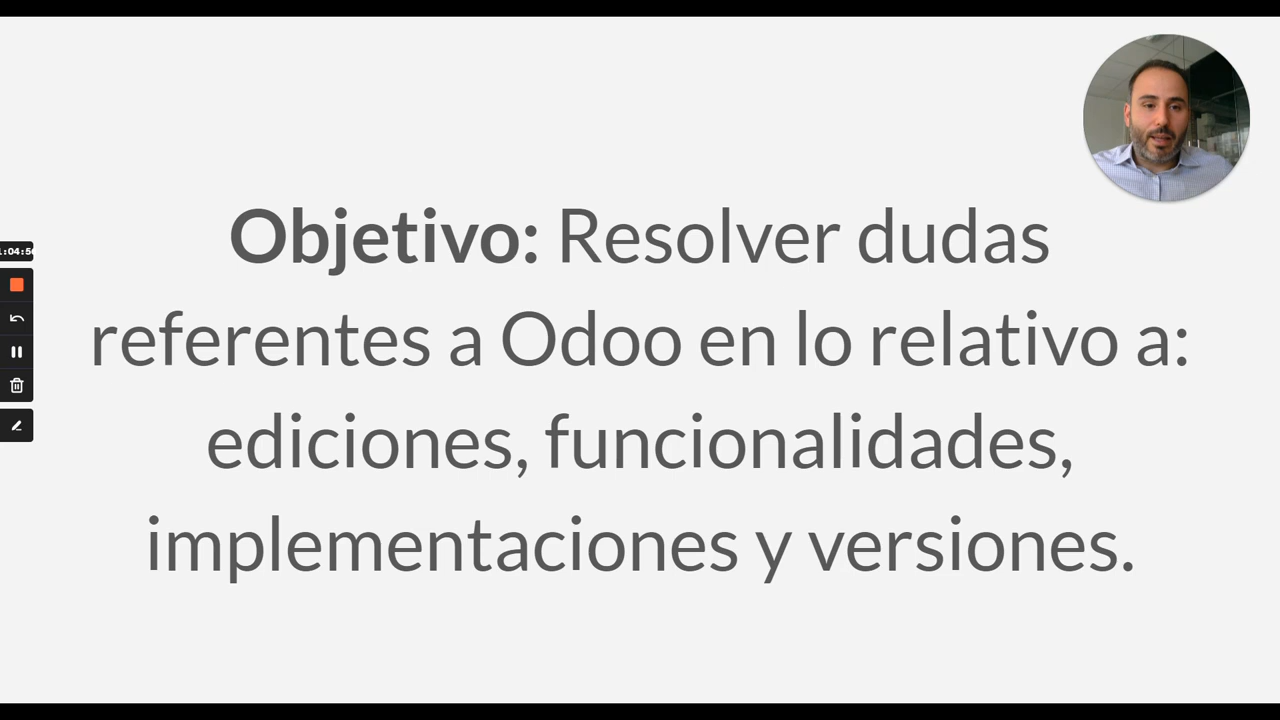 Objetivo: Resolver dudas
referentes a Odoo en lo relativo a:
ediciones, funcionalidades,
implementaciones y versiones.